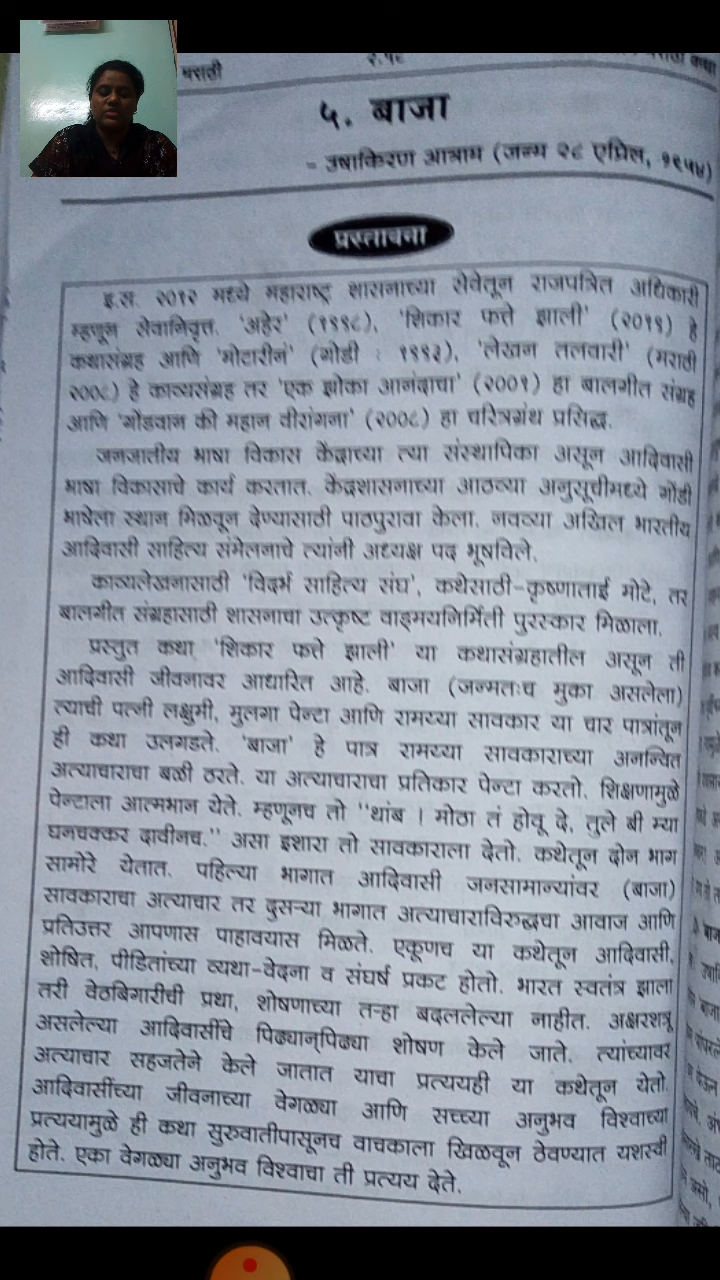 मराठी २.५८ मराठी कथा
५. बाजा
- उषाकिरण आत्राम (जन्म २८ एप्रिल, १९५४)
प्रस्तावना
इ.स. २०१२ मध्ये महाराष्ट्र शासनाच्या सेवेतून राजपत्रित अधिकारी
म्हणून सेवानिवृत्त. 'अहेर' (१९९८), 'शिकार फत्ते झाली' (२०११) हे
कथासंग्रह आणि 'मोटारीनं' (गोंडी : १९९३), 'लेखन तलवारी' (मराठी
२००८) हे काव्यसंग्रह तर 'एक झोका आनंदाचा' (२००१) हा बालगीत संग्रह
आणि 'गोंडवान की महान वीरांगना' (२००८) हा चरित्रग्रंथ प्रसिद्ध.
जनजातीय भाषा विकास केंद्राच्या त्या संस्थापिका असून आदिवासी
भाषा विकासाचे कार्य करतात. केंद्रशासनाच्या आठव्या अनुसूचीमध्ये गोंडी
भाषेला स्थान मिळवून देण्यासाठी पाठपुरावा केला. नवव्या अखिल भारतीय
आदिवासी साहित्य संमेलनाचे त्यांनी अध्यक्ष पद भूषविले.
काव्यलेखनासाठी 'विदर्भ साहित्य संघ', कथेसाठी-कृष्णाताई मोटे, तर
बालगीत संग्रहासाठी शासनाचा उत्कृष्ट वाङ्मयनिर्मिती पुरस्कार मिळाला.
प्रस्तुत कथा 'शिकार फत्ते झाली' या कथासंग्रहातील असून ती
आदिवासी जीवनावर आधारित आहे. बाजा (जन्मतःच मुका असलेला)
त्याची पत्नी लक्षुमी, मुलगा पेन्टा आणि रामय्या सावकार या चार पात्रांतून
ही कथा उलगडते. 'बाजा' हे पात्र रामय्या सावकाराच्या अनन्वित
अत्याचाराचा बळी ठरते. या अत्याचाराचा प्रतिकार पेन्टा करतो. शिक्षणामुळे
पेन्टाला आत्मभान येते. म्हणूनच तो "थांब । मोठा तं होवू दे, तुले बी म्या
घनचक्कर दावीनच." असा इशारा तो सावकाराला देतो. कथेतून दोन भाग
सामोरे येतात. पहिल्या भागात आदिवासी जनसामान्यांवर (बाजा)
सावकाराचा अत्याचार तर दुसऱ्या भागात अत्याचाराविरुद्धचा आवाज आणि
प्रतिउत्तर आपणास पाहावयास मिळते. एकूणच या कथेतून आदिवासी,
शोषित, पीडितांच्या व्यथा-वेदना व संघर्ष प्रकट होतो. भारत स्वतंत्र झाला
तरी वेठबिगारीची प्रथा, शोषणाच्या तऱ्हा बदललेल्या नाहीत. अक्षरशत्रू
असलेल्या आदिवासींचे पिढ्यान्‌पिढ्या शोषण केले जाते. त्यांच्यावर
अत्याचार सहजतेने केले जातात याचा प्रत्ययही या कथेतून येतो.
आदिवासींच्या जीवनाच्या वेगळ्या आणि सच्च्या अनुभव विश्वाच्या
प्रत्ययामुळे ही कथा सुरुवातीपासूनच वाचकाला खिळवून ठेवण्यात यशस्वी
होते. एका वेगळ्या अनुभव विश्वाचा ती प्रत्यय देते.